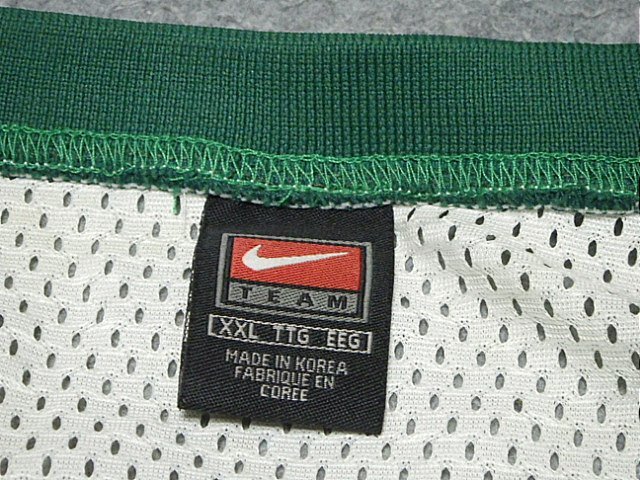 TEAM
XXL TTG EEG
MADE IN KOREA
FABRIQUE EN
COREE